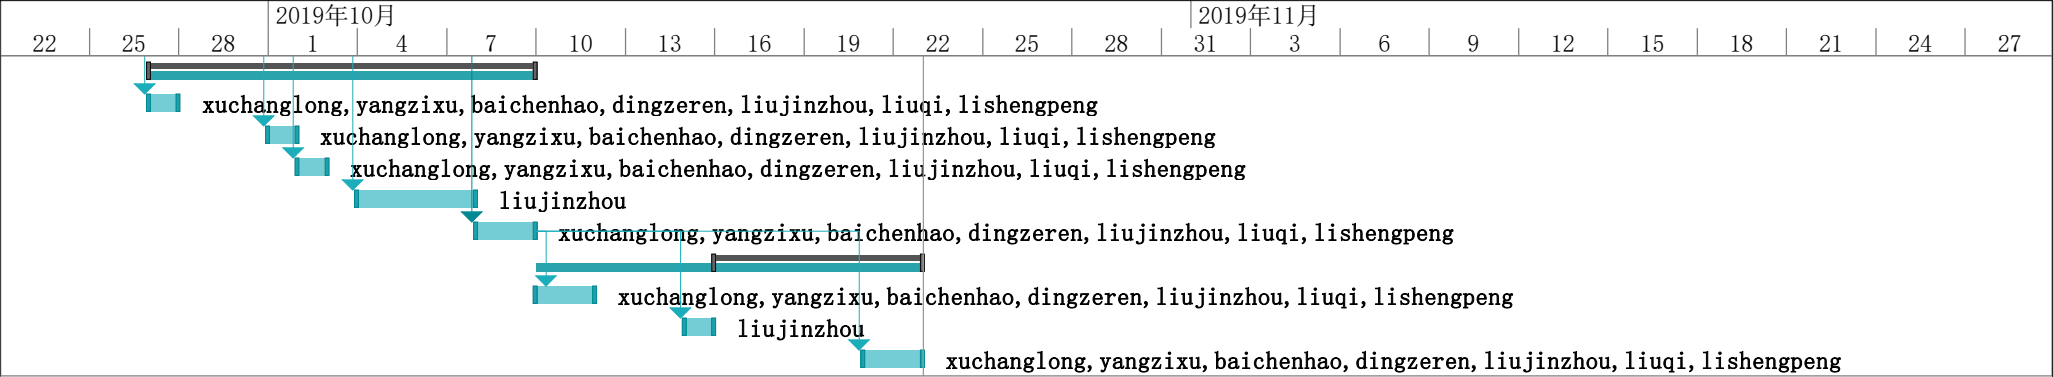 2019年10月 2019年11月
22 25 28 1 4 7 10 13 16 19 22 25 28 31 3 6 9 12 15 18 21 24 27
xuchanglong,yangzixu,baichenhao,dingzeren,liujinzhou,liuqi,lishengpeng
xuchanglong,yangzixu,baichenhao,dingzeren,liujinzhou,liuqi,lishengpeng
xuchanglong,yangzixu,baichenhao,dingzeren,liujinzhou,liuqi,lishengpeng
liujinzhou
xuchanglong,yangzixu,baichenhao,dingzeren,liujinzhou,liuqi,lishengpeng
xuchanglong,yangzixu,baichenhao,dingzeren,liujinzhou,liuqi,lishengpeng
liujinzhou
xuchanglong,yangzixu,baichenhao,dingzeren,liujinzhou,liuqi,lishengpeng